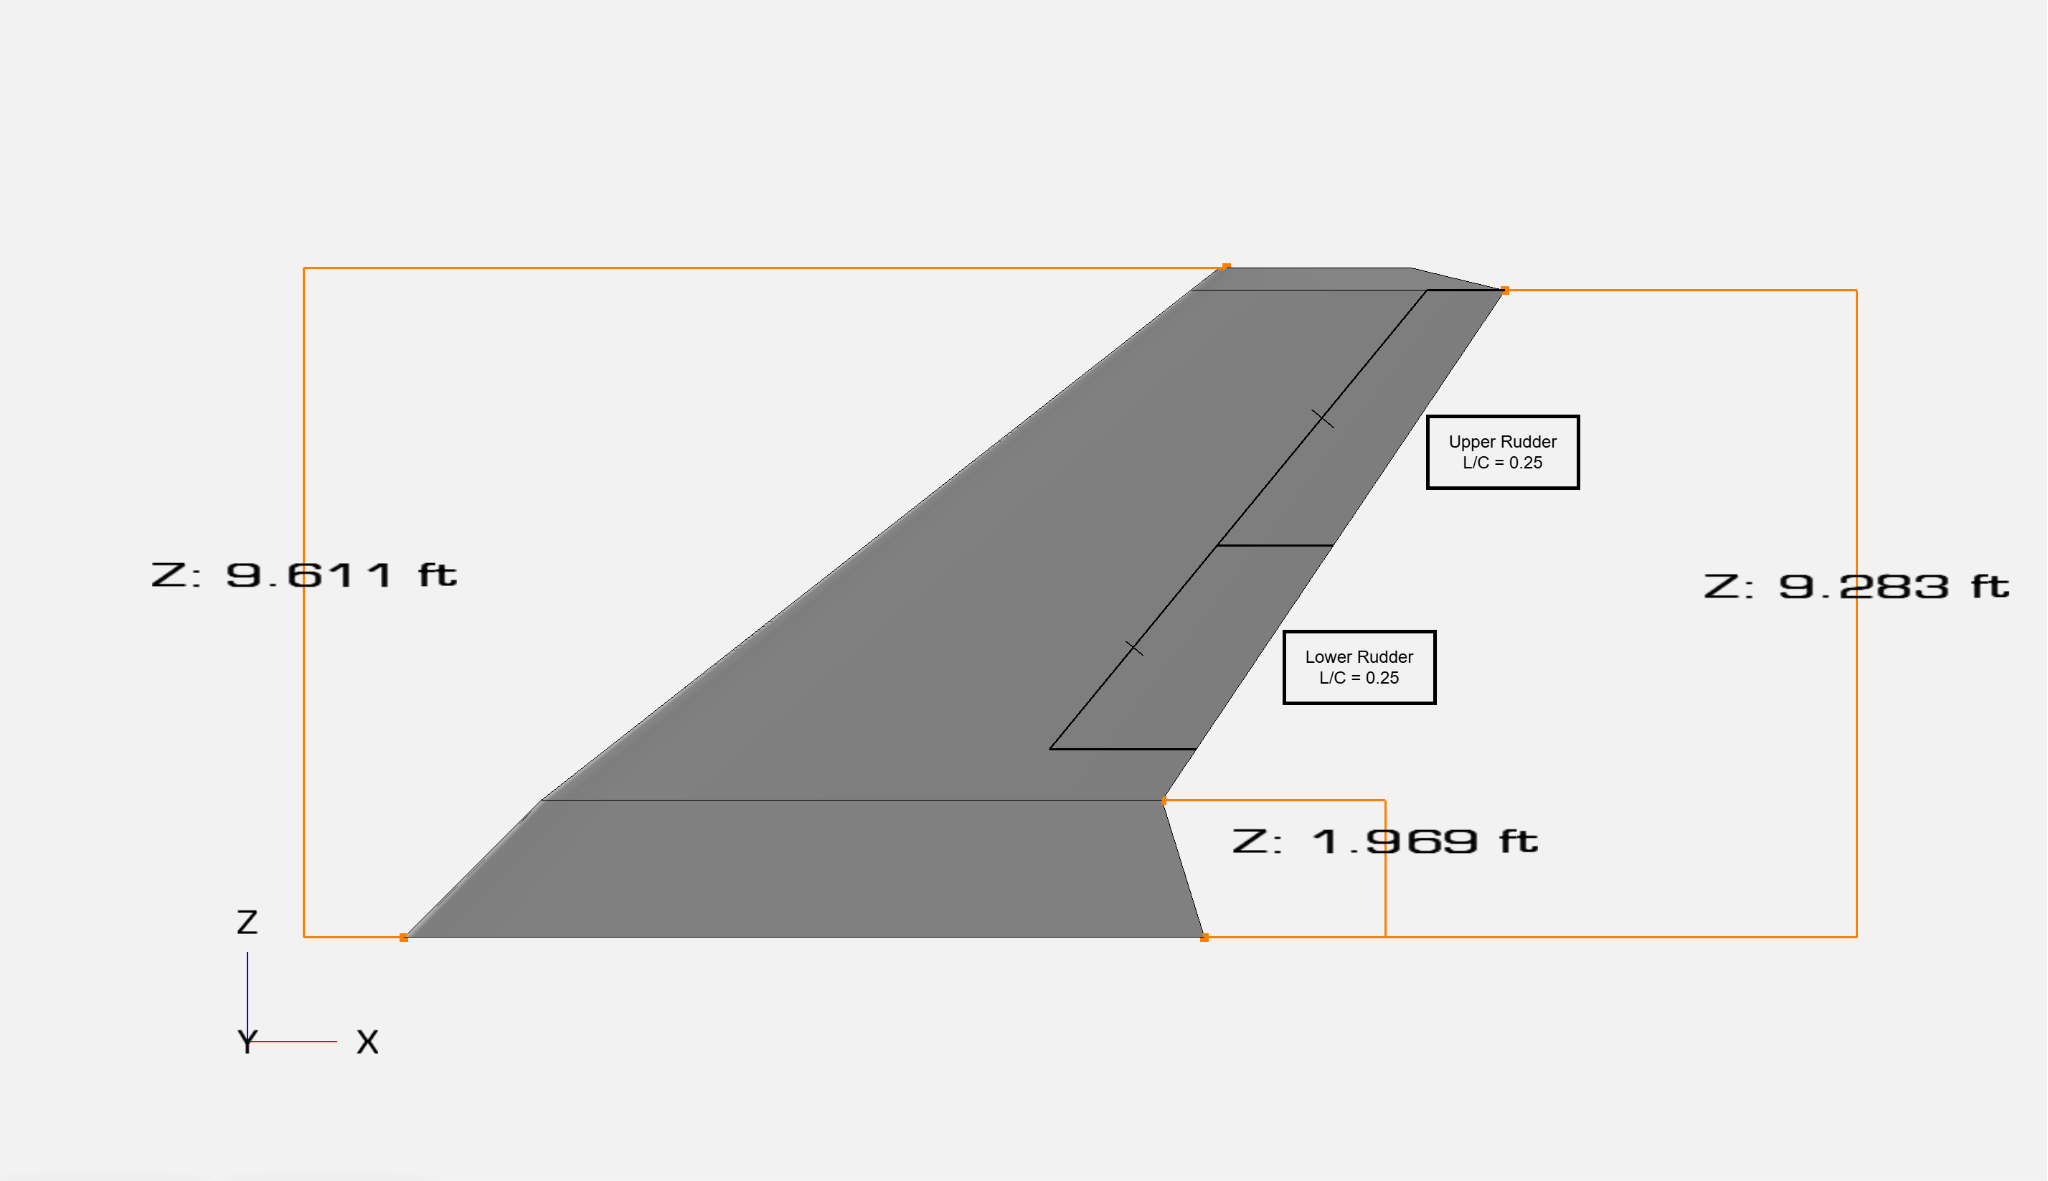 Upper Rudder
L/C = 0.25
Z: 9.611 ft
Z: 9.283 ft
Lower Rudder
L/C = 0.25
Z: 1.969 ft
Z
Y
X